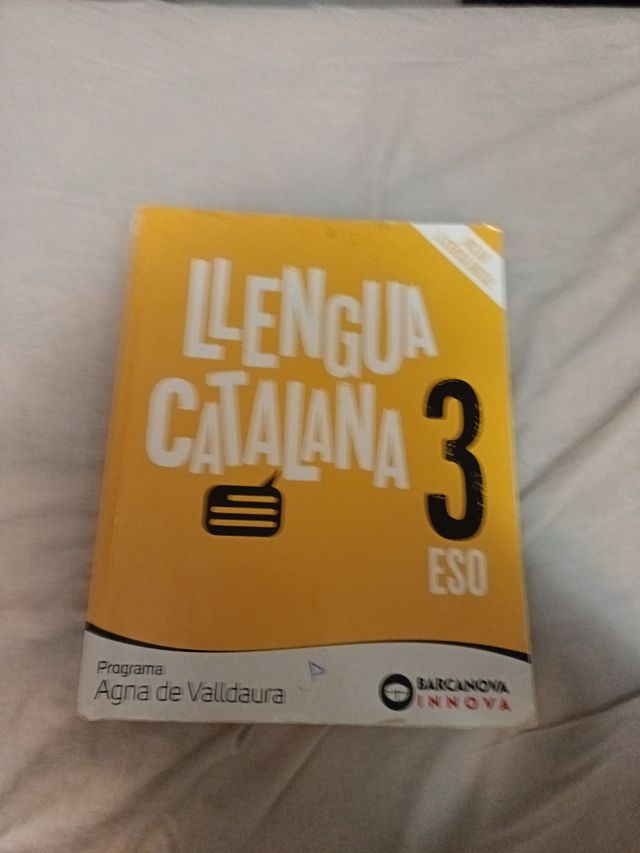 LLENGUA
CATALANA
3
ESO
Programa:
Agna de Valldaura
BARCANOVA
INNOVA